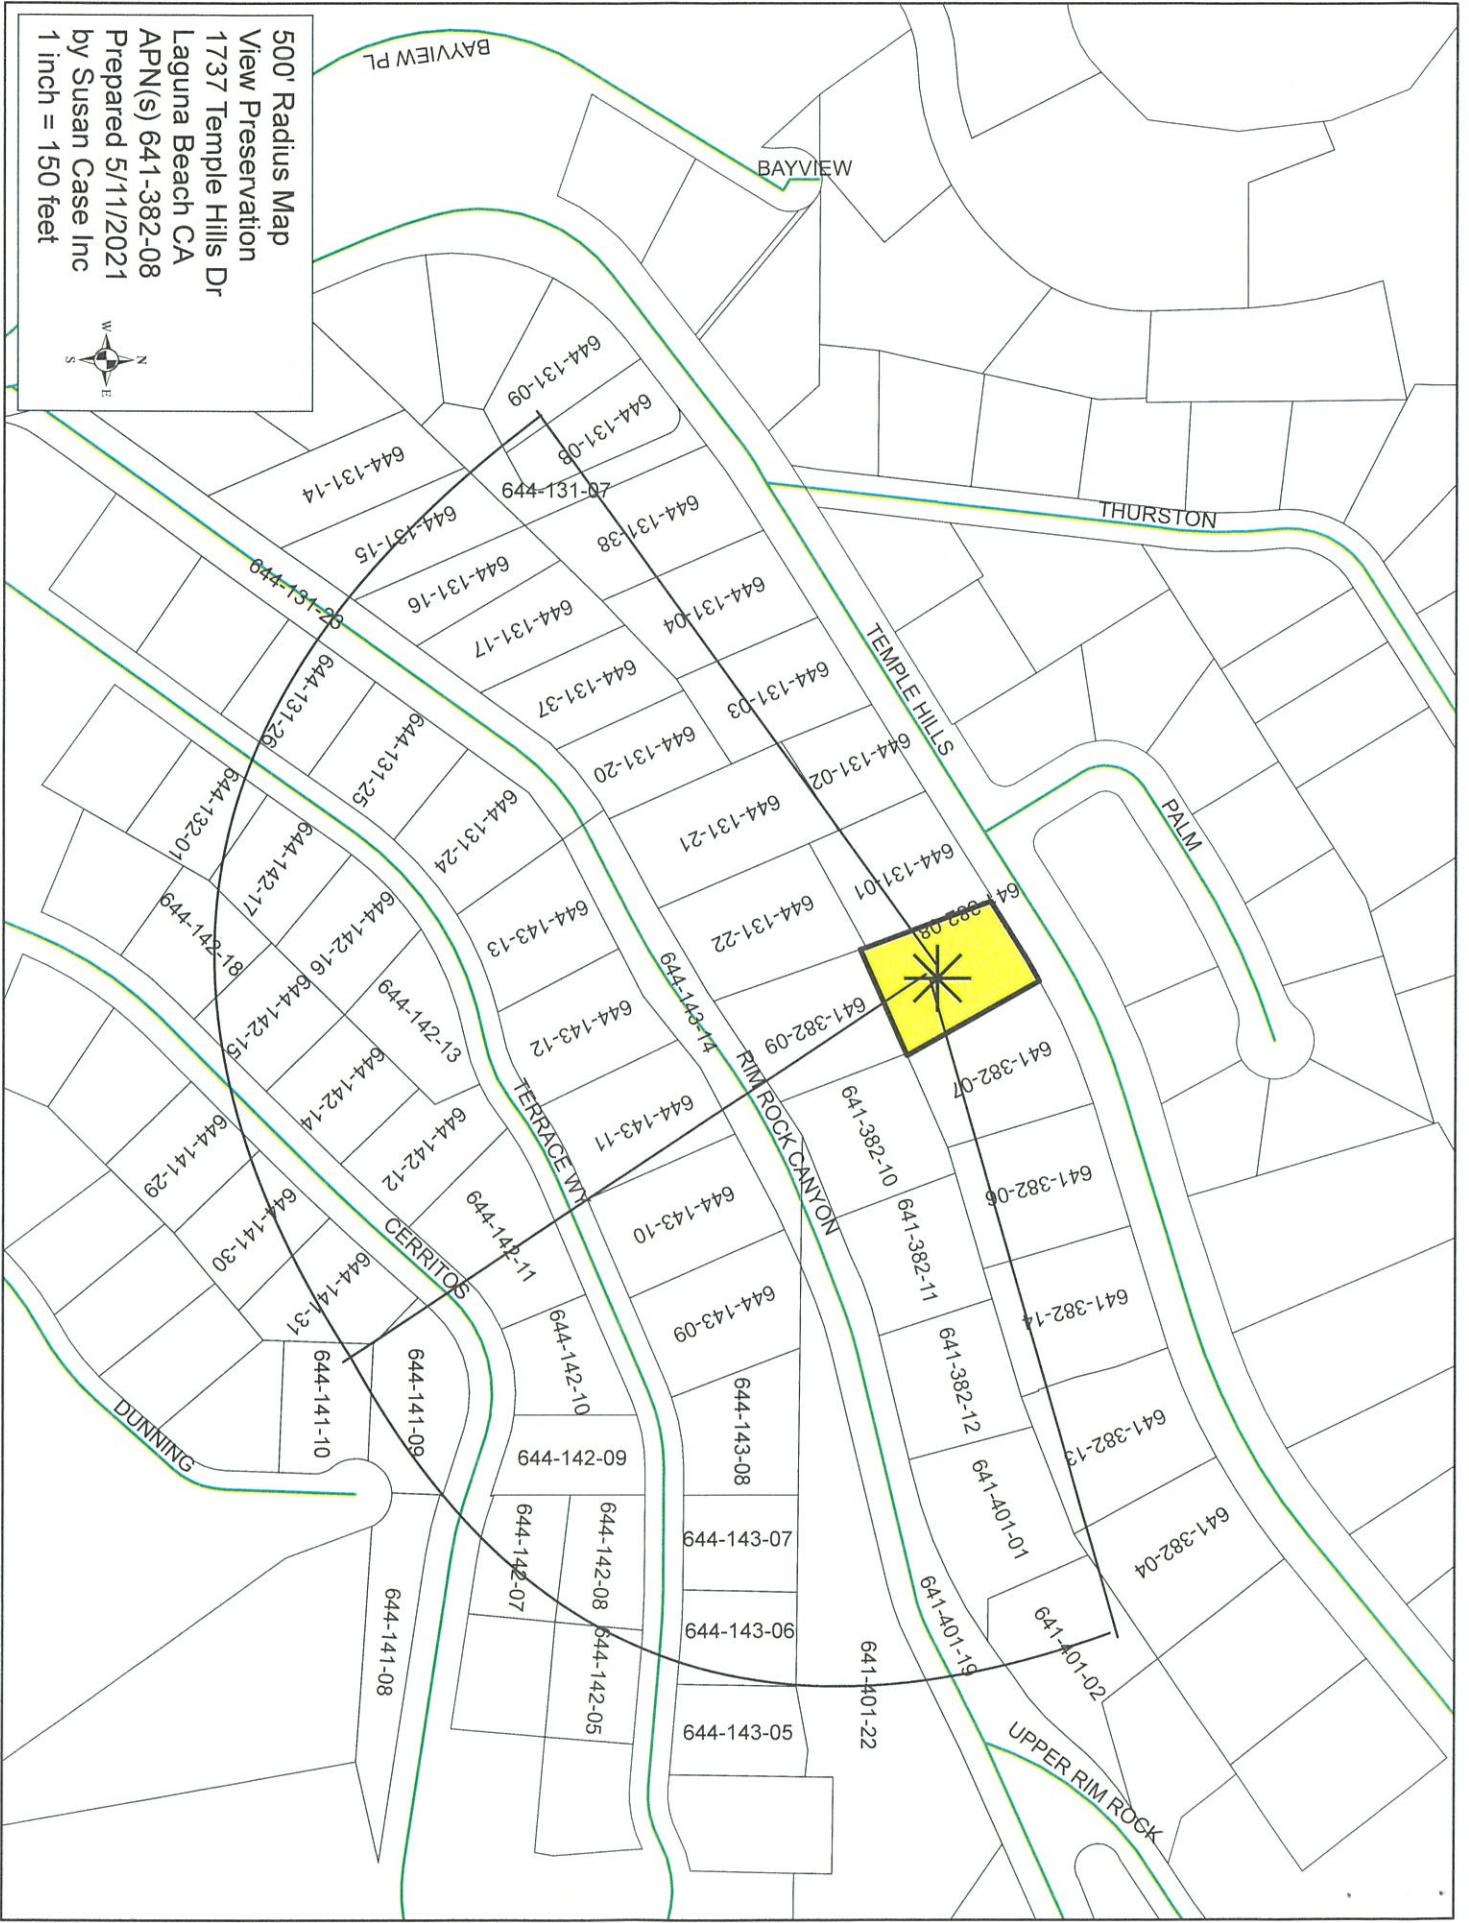 500' Radius Map
View Preservation
1737 Temple Hills Dr
Laguna Beach CA
APN(s) 641-382-08
Prepared 5/11/2021
by Susan Case Inc
1 inch = 150 feet
N
W
E
S
BAYVIEW PL
BAYVIEW
THURSTON
TEMPLE HILLS
PALM
RIM ROCK CANYON
TERRACE WY
CERRITOS
DUNNING
UPPER RIM ROCK
644-131-09
644-131-08
644-131-07
644-131-14
644-131-15
644-131-38
644-131-16
644-131-04
644-131-17
644-131-23
644-131-37
644-131-03
644-131-26
644-131-20
644-131-02
644-131-25
644-132-01
644-131-21
644-131-24
644-142-17
644-131-01
641-382-08
644-131-22
644-142-18
644-142-16
644-143-13
644-143-14
644-142-15
644-142-13
644-143-12
641-382-09
641-382-07
644-142-14
644-143-11
641-382-10
644-141-29
644-142-12
641-382-06
644-141-30
644-142-11
644-143-10
641-382-11
644-141-31
644-143-09
641-382-14
644-142-10
641-382-12
644-141-10
644-141-09
644-143-08
641-382-13
644-142-09
641-401-01
644-142-07
644-142-08
644-143-07
641-382-04
644-141-08
644-143-06
641-401-19
641-401-02
644-142-05
641-401-22
644-143-05